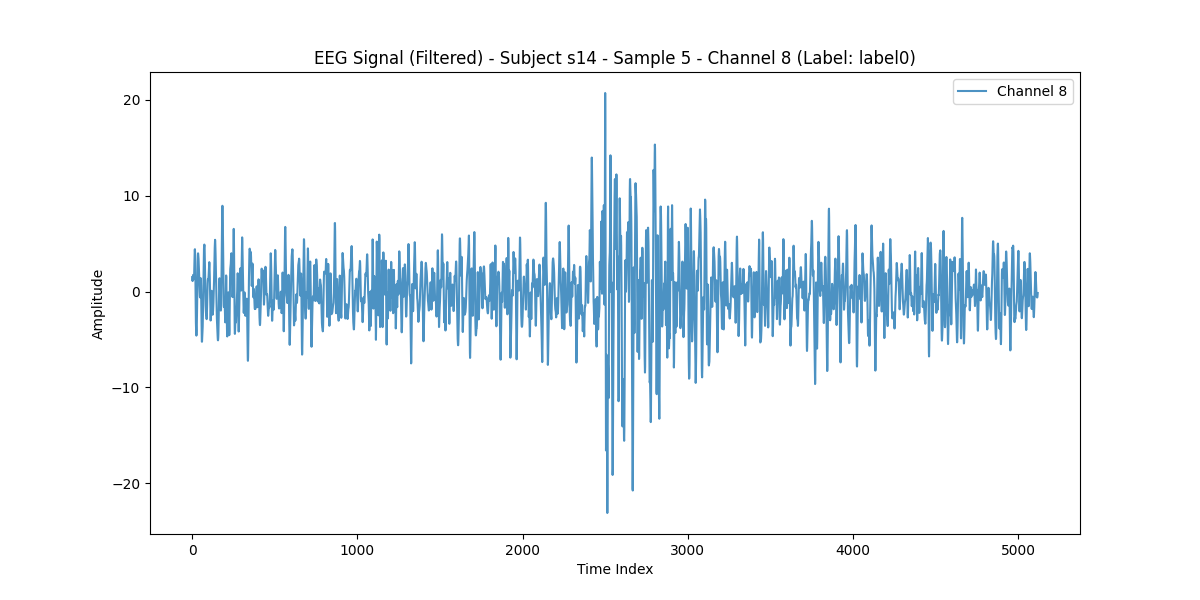 EEG Signal (Filtered) - Subject s14 - Sample 5 - Channel 8 (Label: label0)
Channel 8
20
10
0
−10
−20
Amplitude
0 1000 2000 3000 4000 5000
Time Index